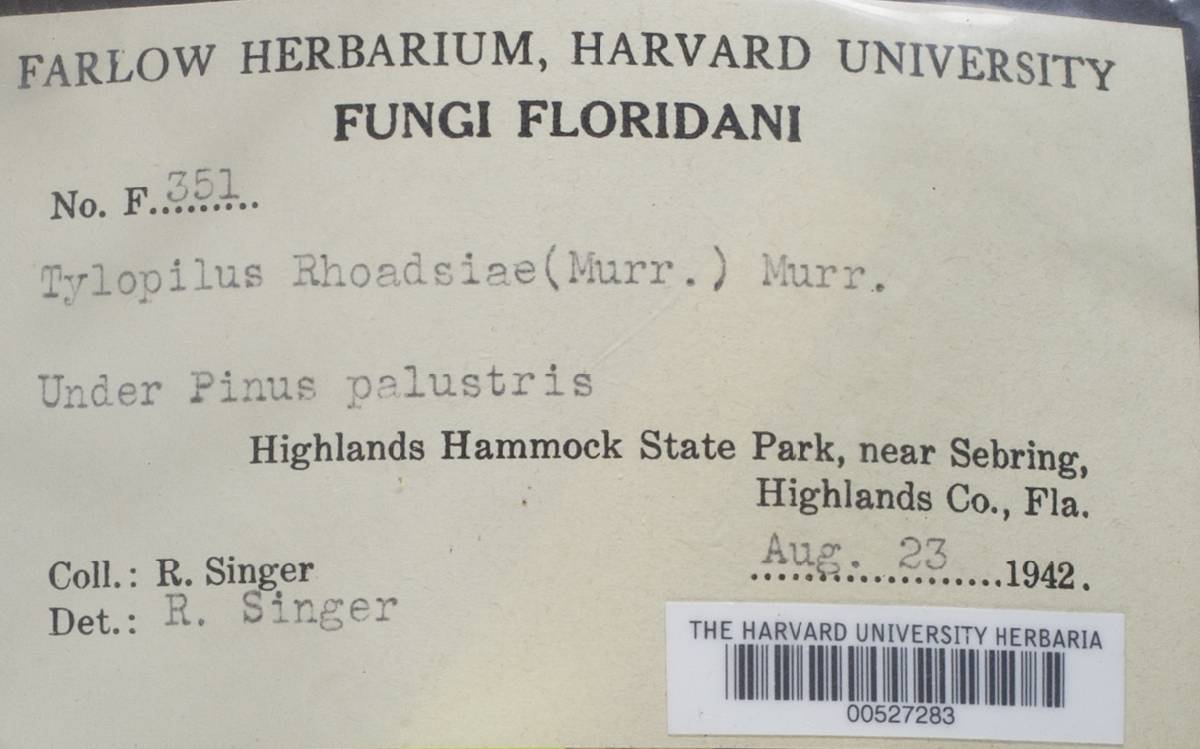 FARLOW HERBARIUM, HARVARD UNIVERSITY
FUNGI FLORIDANI
No. F.351..
Tylopilus Rhoadsiae(Murr.) Murr.
Under Pinus palustris
Highlands Hammock State Park, near Sebring,
Highlands Co., Fla.
Aug. 23 ...1942.
Coll.: R. Singer
Det.: R. Singer
THE HARVARD UNIVERSITY HERBARIA
00527283